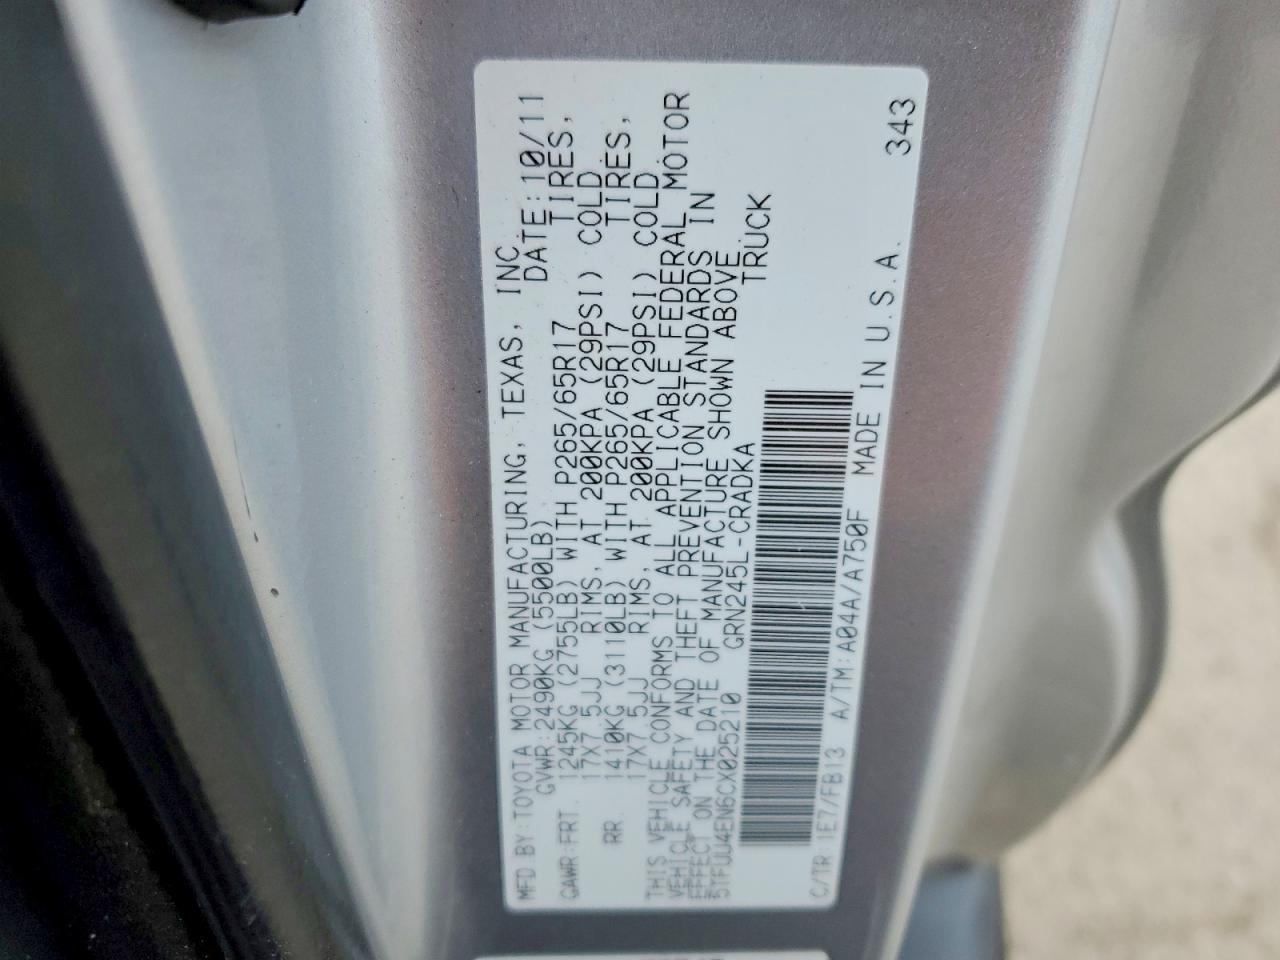 MFD.BY:TOYOTA MOTOR MANUFACTURING, TEXAS, INC.
GVWR:2490KG (5500LB) DATE:10/11
GAWR:FRT. 1245KG (2755LB) WITH P265/65R17 TIRES,
17X7.5JJ RIMS, AT 200KPA (29PSI) COLD
RR. 1410KG (3110LB) WITH P265/65R17 TIRES,
17X7.5JJ RIMS, AT 200KPA (29PSI) COLD
THIS VEHICLE CONFORMS TO ALL APPLICABLE FEDERAL MOTOR
VEHICLE SAFETY AND THEFT PREVENTION STANDARDS IN
EFFECT ON THE DATE OF MANUFACTURE SHOWN ABOVE.
5TFUU4EN6CX025210 GRN245L-CRADKA TRUCK
C/TR:1E7/FB13 A/TM:A04A/A750F MADE IN U.S.A. 343